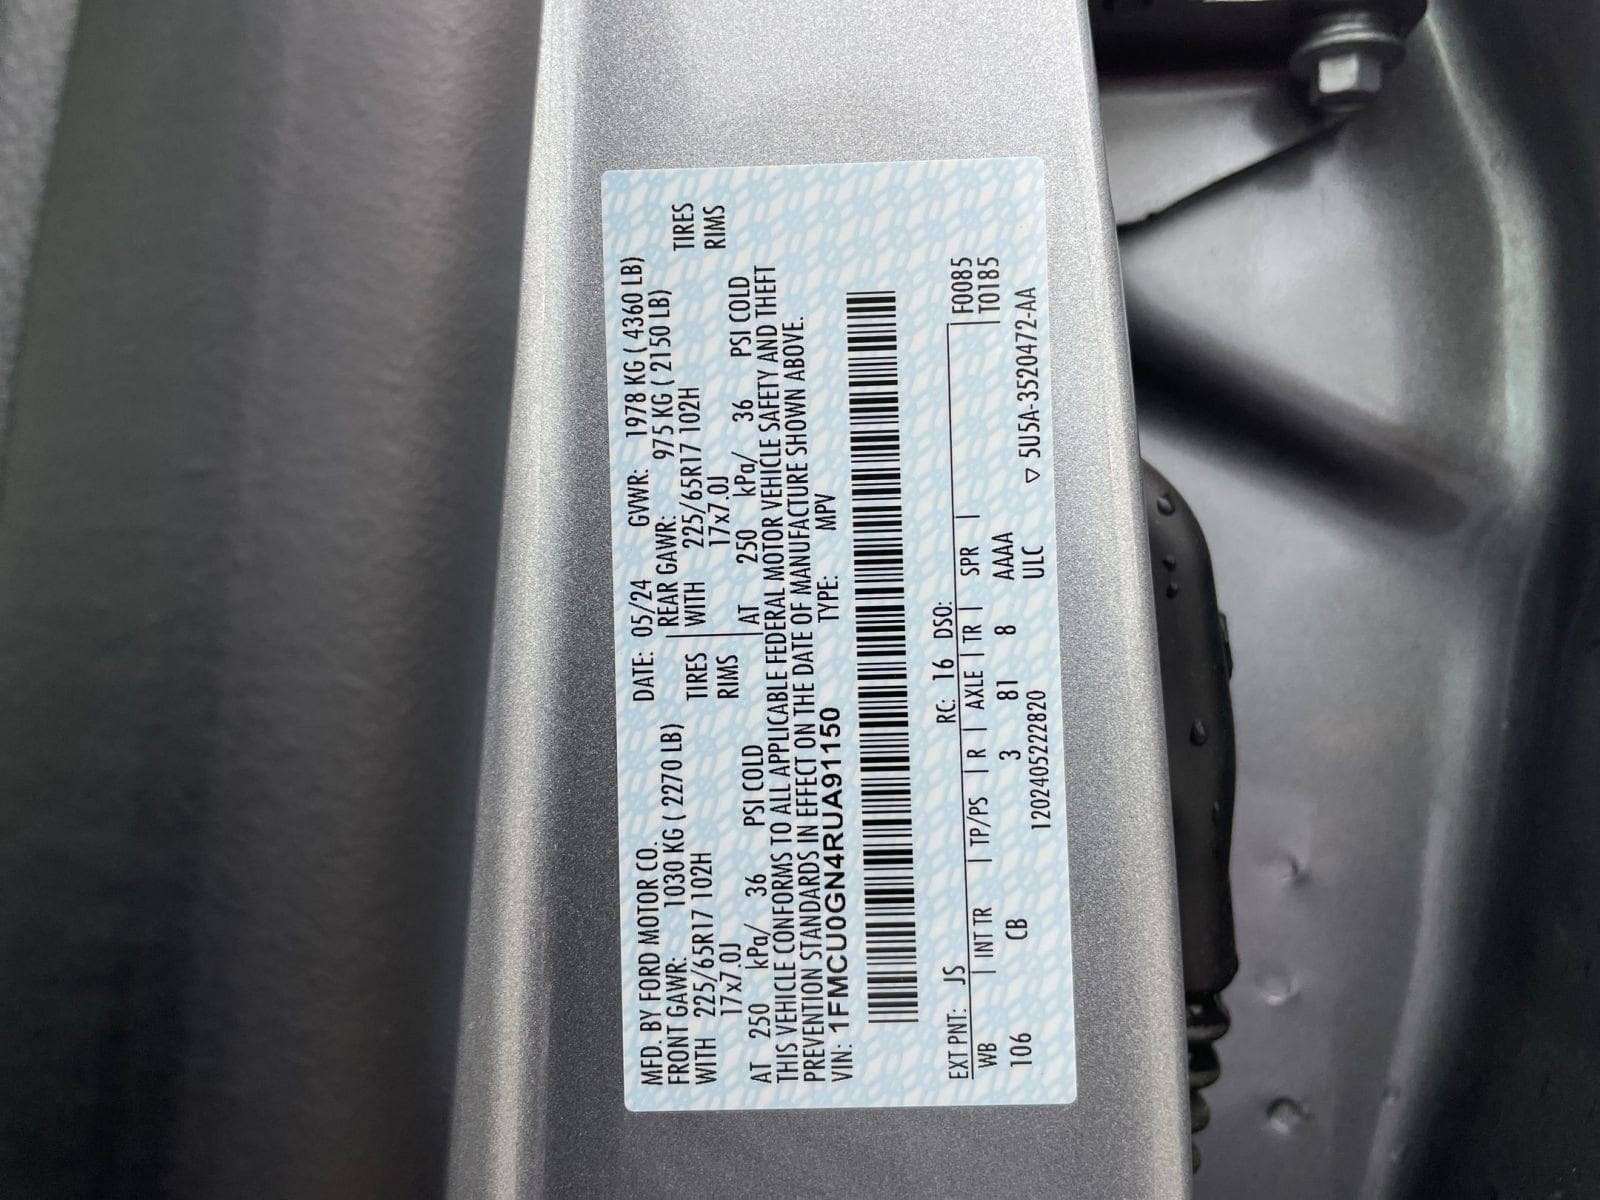 MFD. BY FORD MOTOR CO. DATE: 05/24 GVWR: 1978 KG ( 4360 LB)
FRONT GAWR: 1030 KG ( 2270 LB) REAR GAWR: 975 KG ( 2150 LB)
WITH 225/65R17 102H TIRES WITH 225/65R17 102H TIRES
17x7.0J RIMS 17x7.0J RIMS
AT 250 kPa/ 36 PSI COLD AT 250 kPa/ 36 PSI COLD
THIS VEHICLE CONFORMS TO ALL APPLICABLE FEDERAL MOTOR VEHICLE SAFETY AND THEFT
PREVENTION STANDARDS IN EFFECT ON THE DATE OF MANUFACTURE SHOWN ABOVE.
VIN: 1FMCU0GN4RUA91150 TYPE: MPV
EXT PNT: JS RC: 16 DSO: F0085
WB INT TR TP/PS R AXLE TR SPR T0185
106 CB 3 81 8 AAAA
1202405222820 ULC ▽ 5U5A-3520472-AA